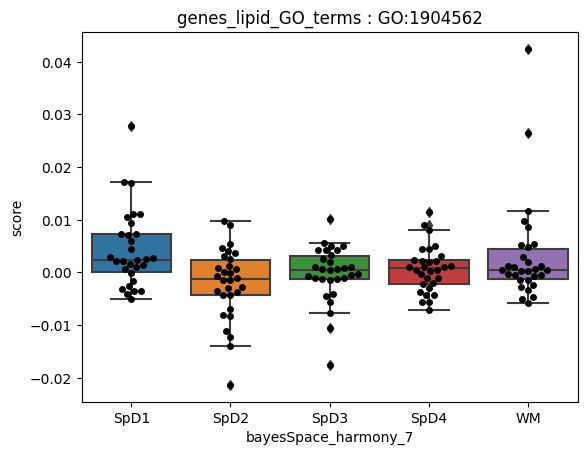 genes_lipid_GO_terms : GO:1904562
0.04
0.03
0.02
0.01
0.00
−0.01
−0.02
score
SpD1 SpD2 SpD3 SpD4 WM
bayesSpace_harmony_7